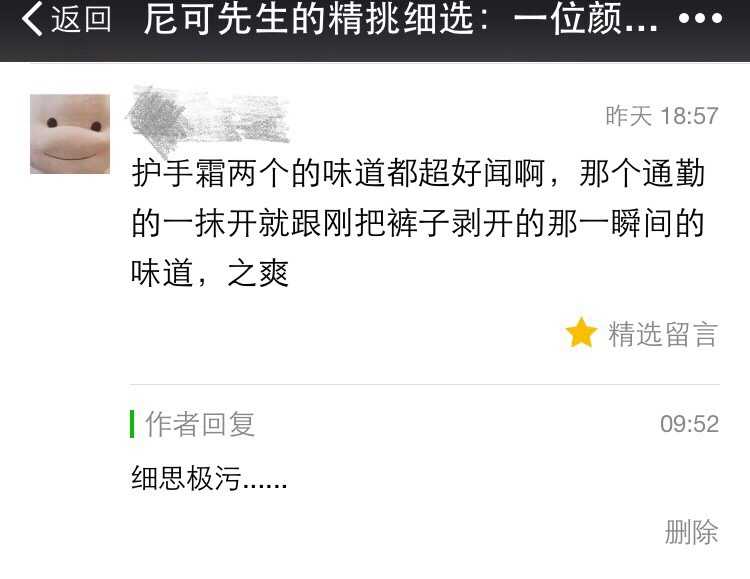 返回 尼可先生的精挑细选：一位颜...
昨天 18:57
护手霜两个的味道都超好闻啊，那个通勤
的一抹开就跟刚把裤子剥开的那一瞬间的
味道，之爽
精选留言
作者回复 09:52
细思极污......
删除